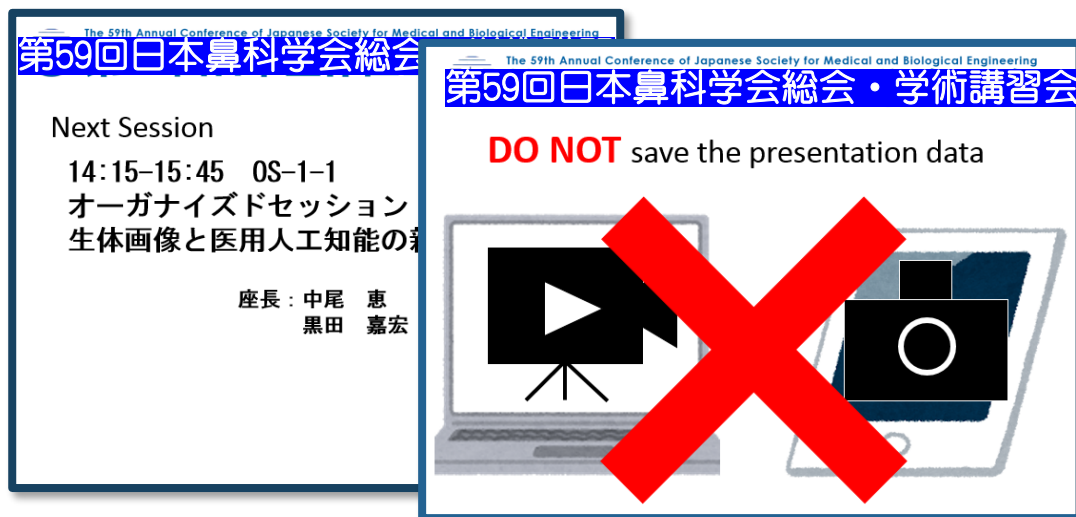 The 59th Annual Conference of Japanese Society for Medical and Biological Engineering
第59回日本鼻科学会総会
Next Session
14:15-15:45 OS-1-1
オーガナイズドセッション
生体画像と医用人工知能の
座長：中尾 恵
黒田 嘉宏
The 59th Annual Conference of Japanese Society for Medical and Biological Engineering
第59回日本鼻科学会総会・学術講習会
DO NOT save the presentation data